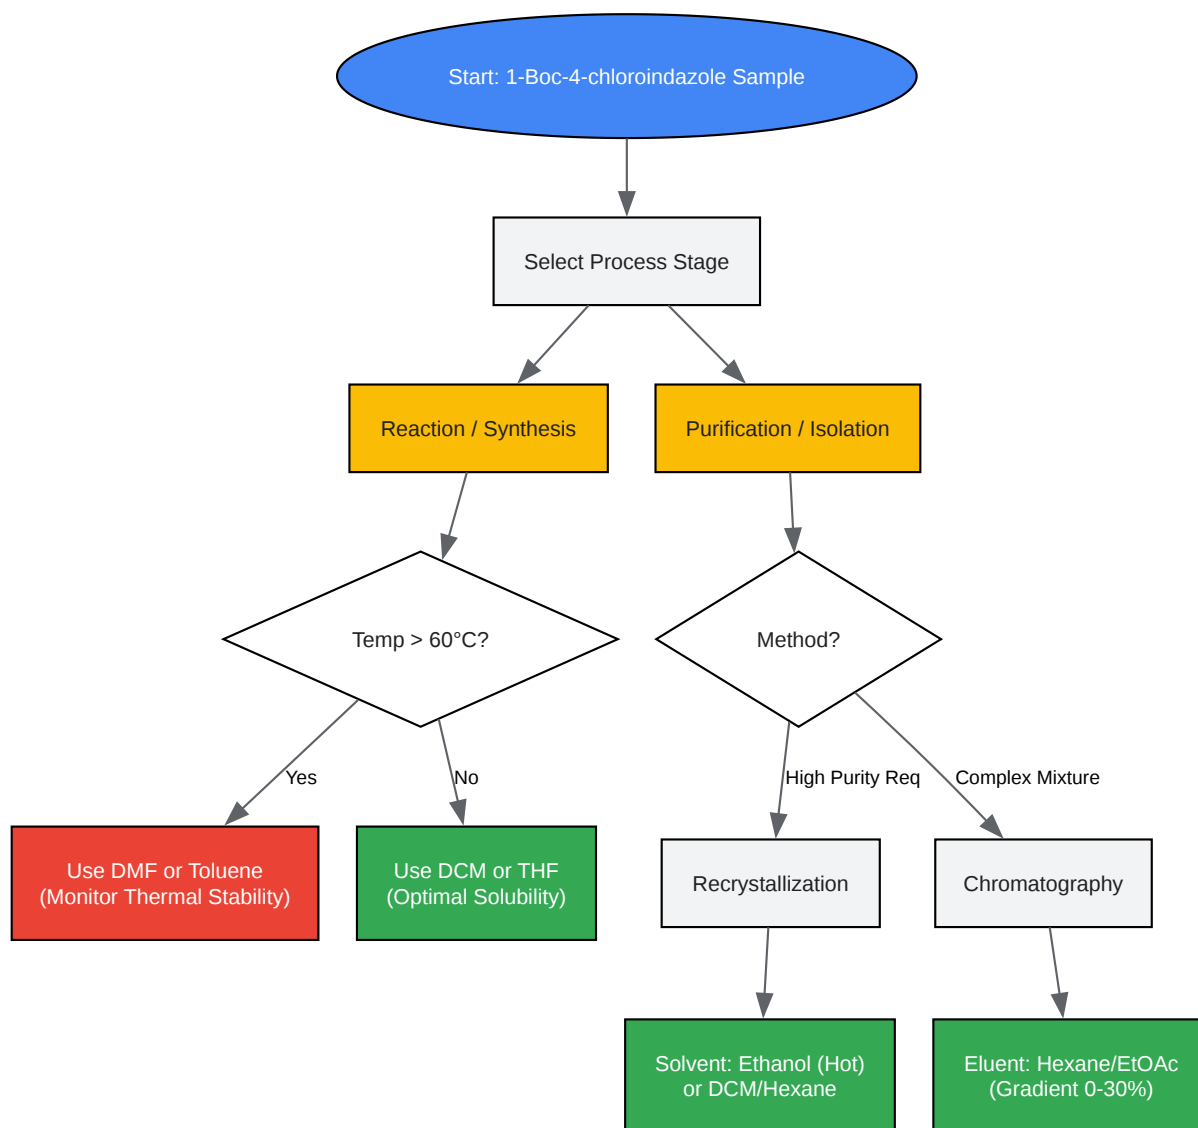 Start: 1-Boc-4-chloroindazole Sample
Select Process Stage
Reaction / Synthesis
Purification / Isolation
Temp > 60°C?
Method?
Yes
No
High Purity Req
Complex Mixture
Use DMF or Toluene
(Monitor Thermal Stability)
Use DCM or THF
(Optimal Solubility)
Recrystallization
Chromatography
Solvent: Ethanol (Hot)
or DCM/Hexane
Eluent: Hexane/EtOAc
(Gradient 0-30%)